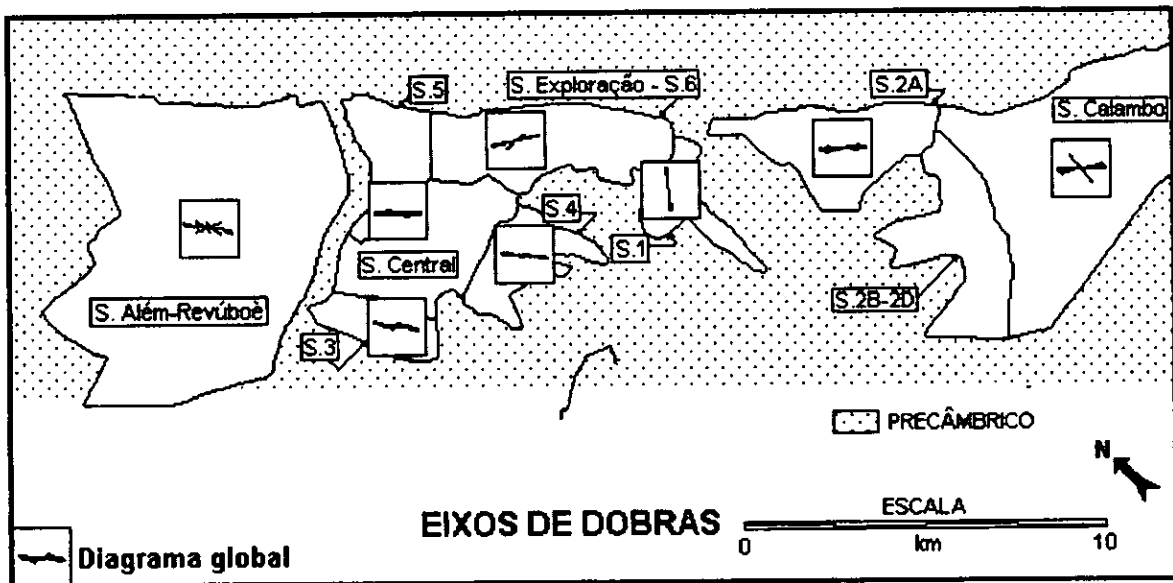 S.5
S. Exploração - S.6
S.2A
S. Calambo
S.4
S.1
S. Central
S. Além-Revúboè
S.2B-2D
S.3
PRECÂMBRICO
N
EIXOS DE DOBRAS
ESCALA
0 km 10
Diagrama global